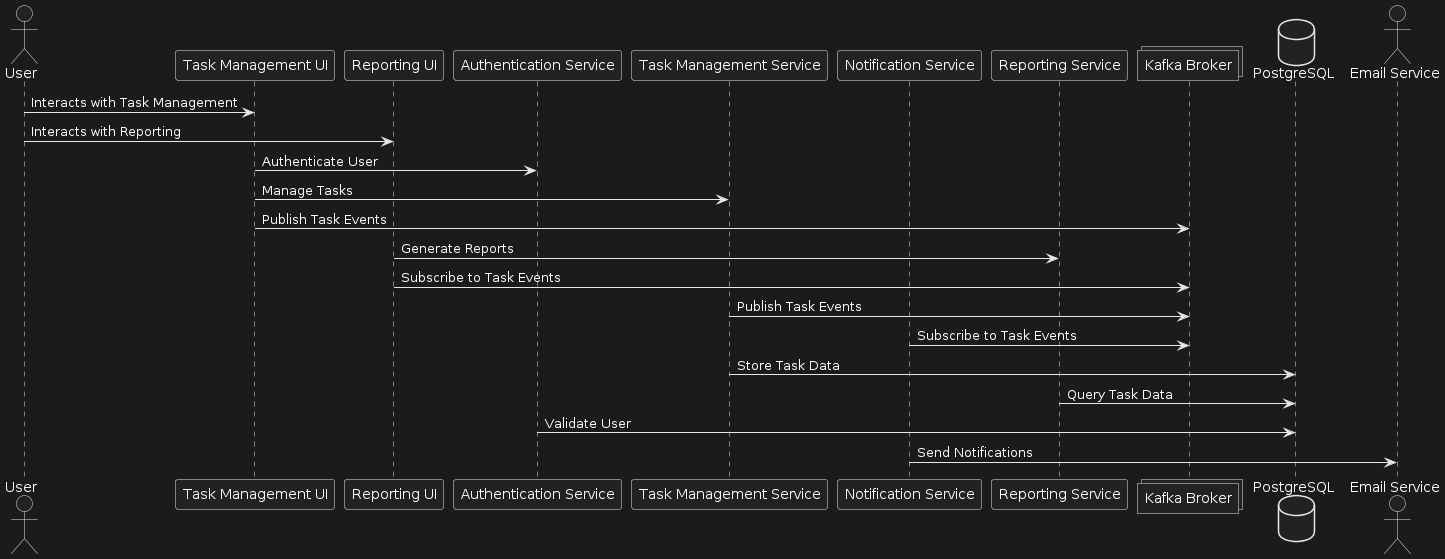 User
Task Management UI
Reporting UI
Authentication Service
Task Management Service
Notification Service
Reporting Service
Kafka Broker
PostgreSQL
Email Service
Interacts with Task Management
Interacts with Reporting
Authenticate User
Manage Tasks
Publish Task Events
Generate Reports
Subscribe to Task Events
Publish Task Events
Subscribe to Task Events
Store Task Data
Query Task Data
Validate User
Send Notifications
User
Task Management UI
Reporting UI
Authentication Service
Task Management Service
Notification Service
Reporting Service
Kafka Broker
PostgreSQL
Email Service